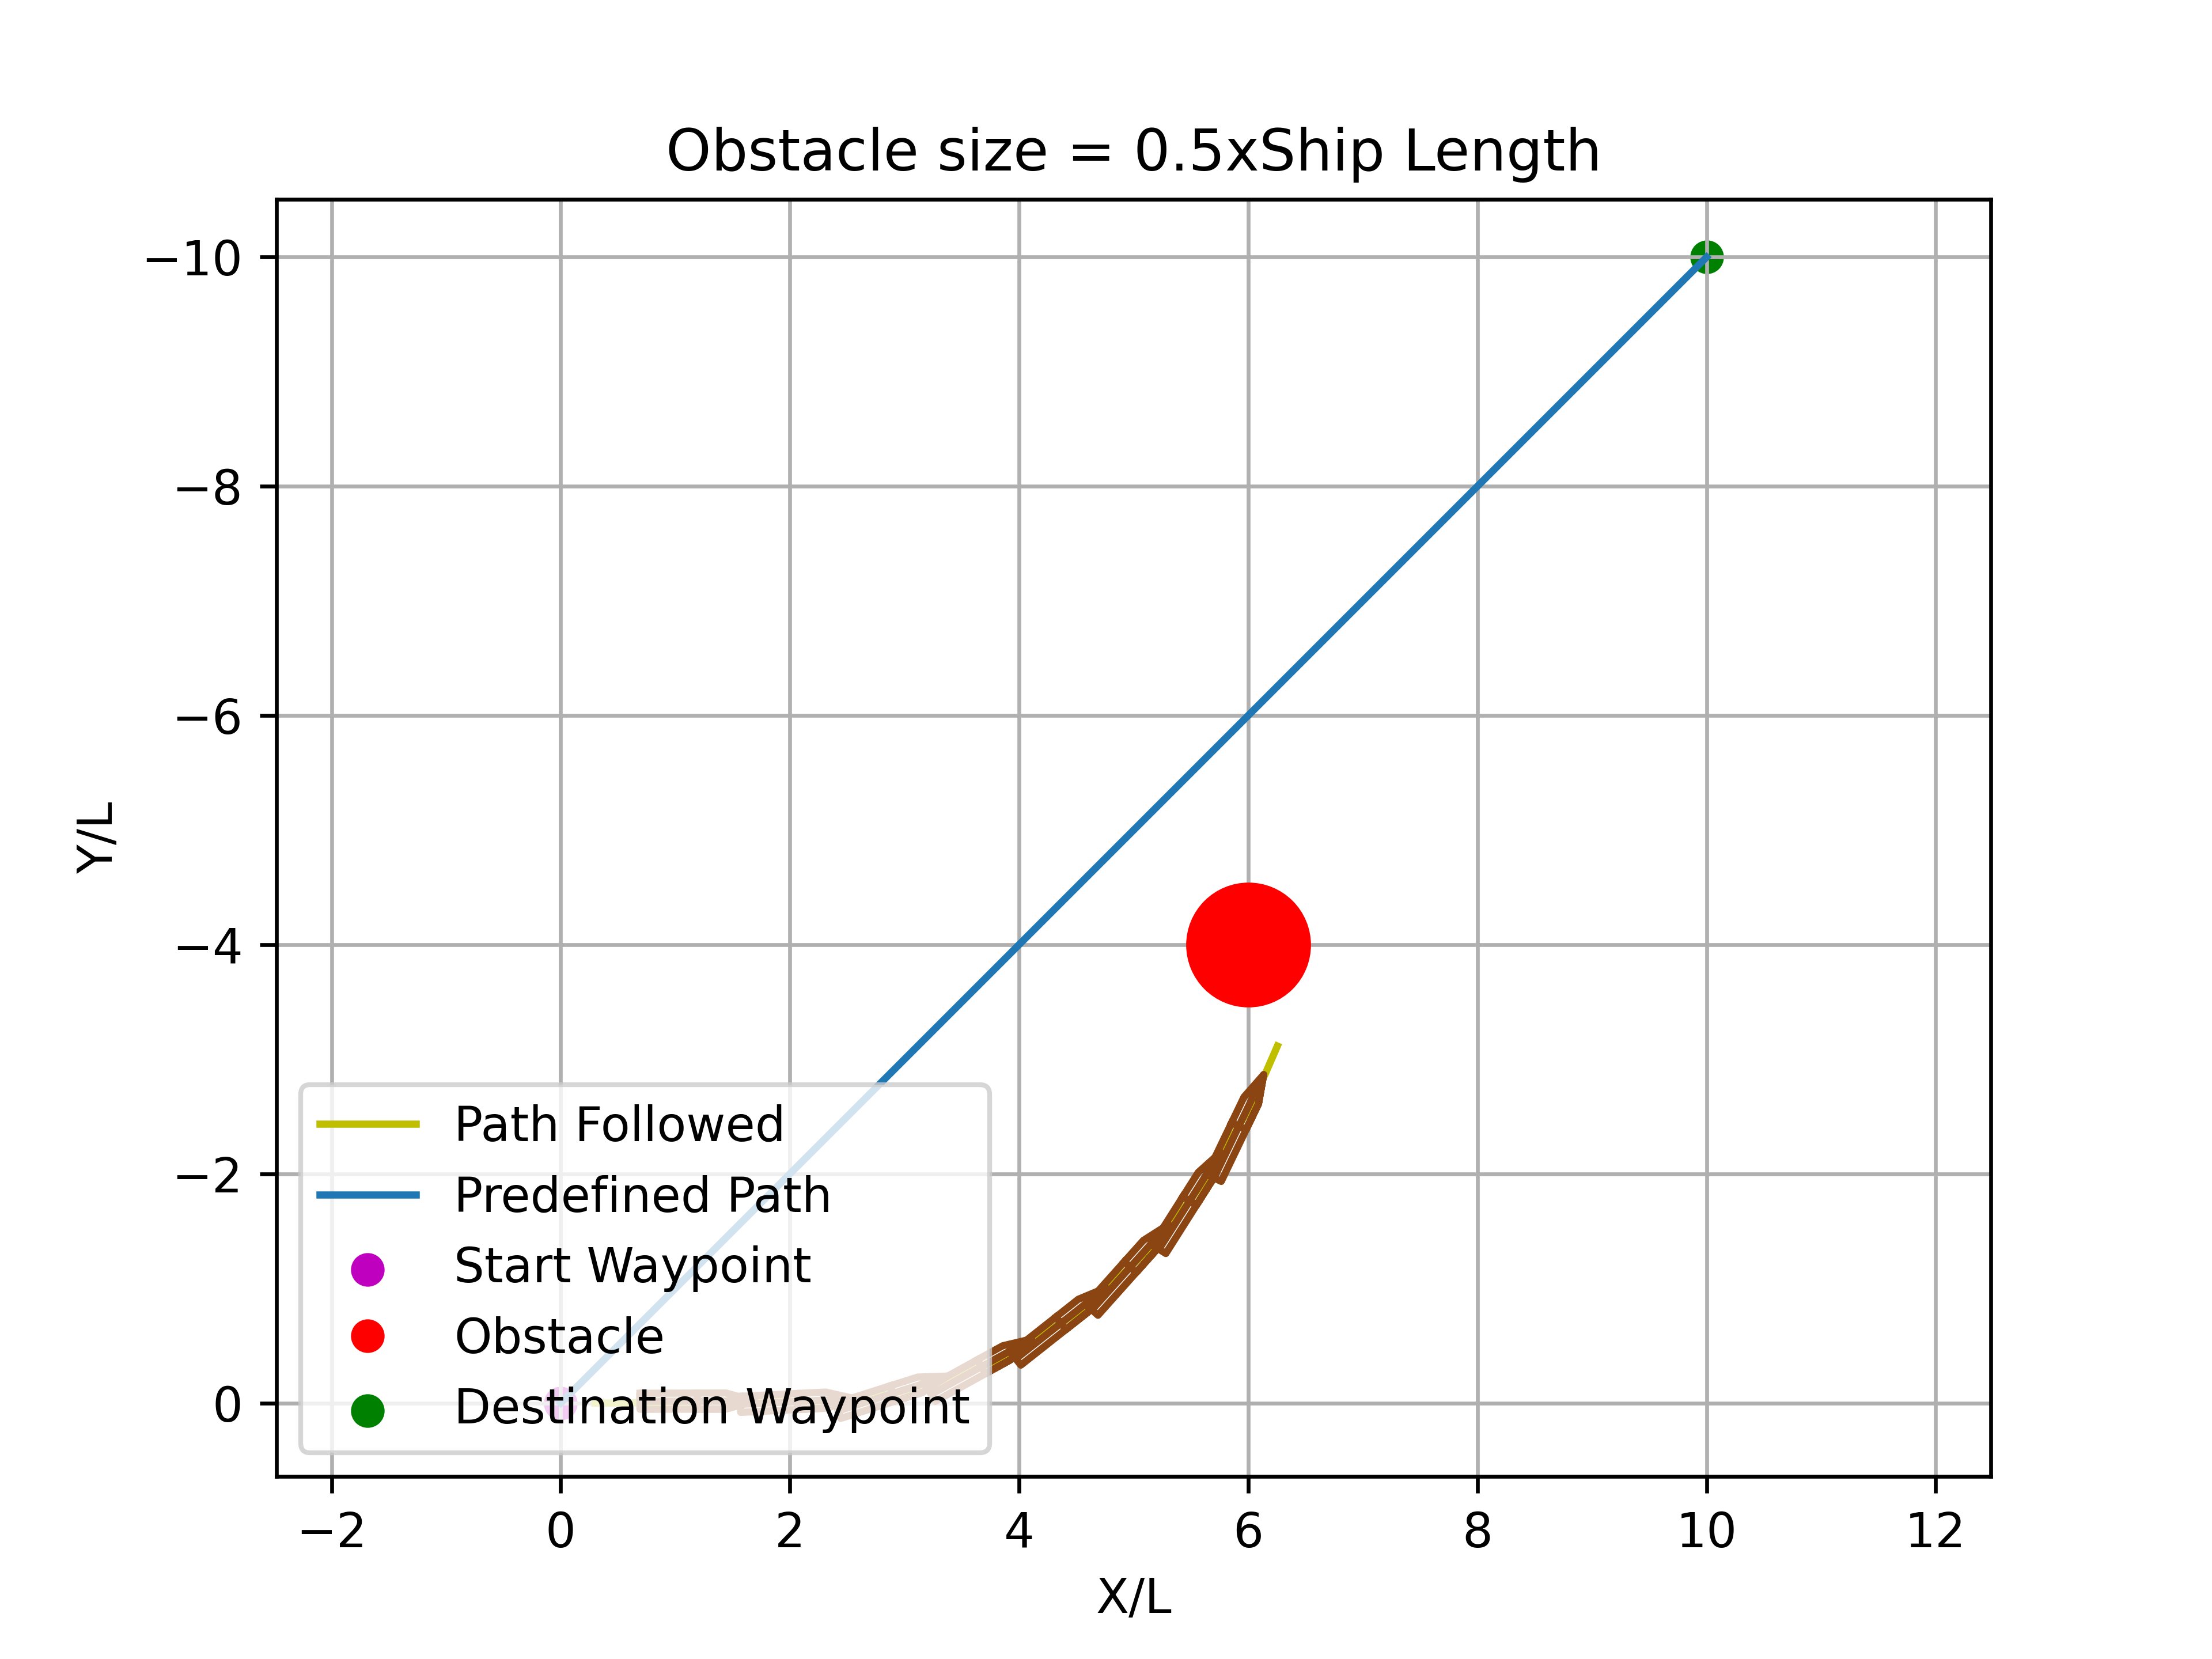 Obstacle size = 0.5xShip Length
−10
−8
−6
−4
−2
0
Y/L
Path Followed
Predefined Path
Start Waypoint
Obstacle
Destination Waypoint
−2 0 2 4 6 8 10 12
X/L